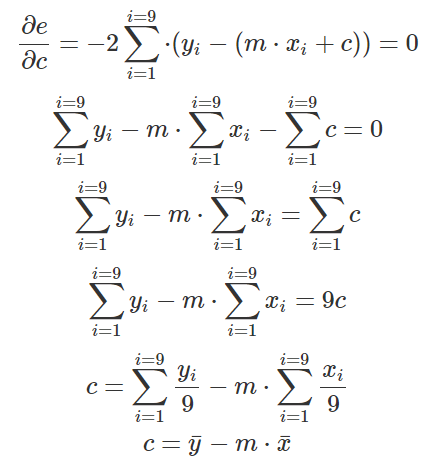 ∂e/∂c = −2 ∑_{i=1}^{i=9} ·(y_i − (m · x_i + c)) = 0
∑_{i=1}^{i=9} y_i − m · ∑_{i=1}^{i=9} x_i − ∑_{i=1}^{i=9} c = 0
∑_{i=1}^{i=9} y_i − m · ∑_{i=1}^{i=9} x_i = ∑_{i=1}^{i=9} c
∑_{i=1}^{i=9} y_i − m · ∑_{i=1}^{i=9} x_i = 9c
c = ∑_{i=1}^{i=9} y_i/9 − m · ∑_{i=1}^{i=9} x_i/9
c = ȳ − m · x̄